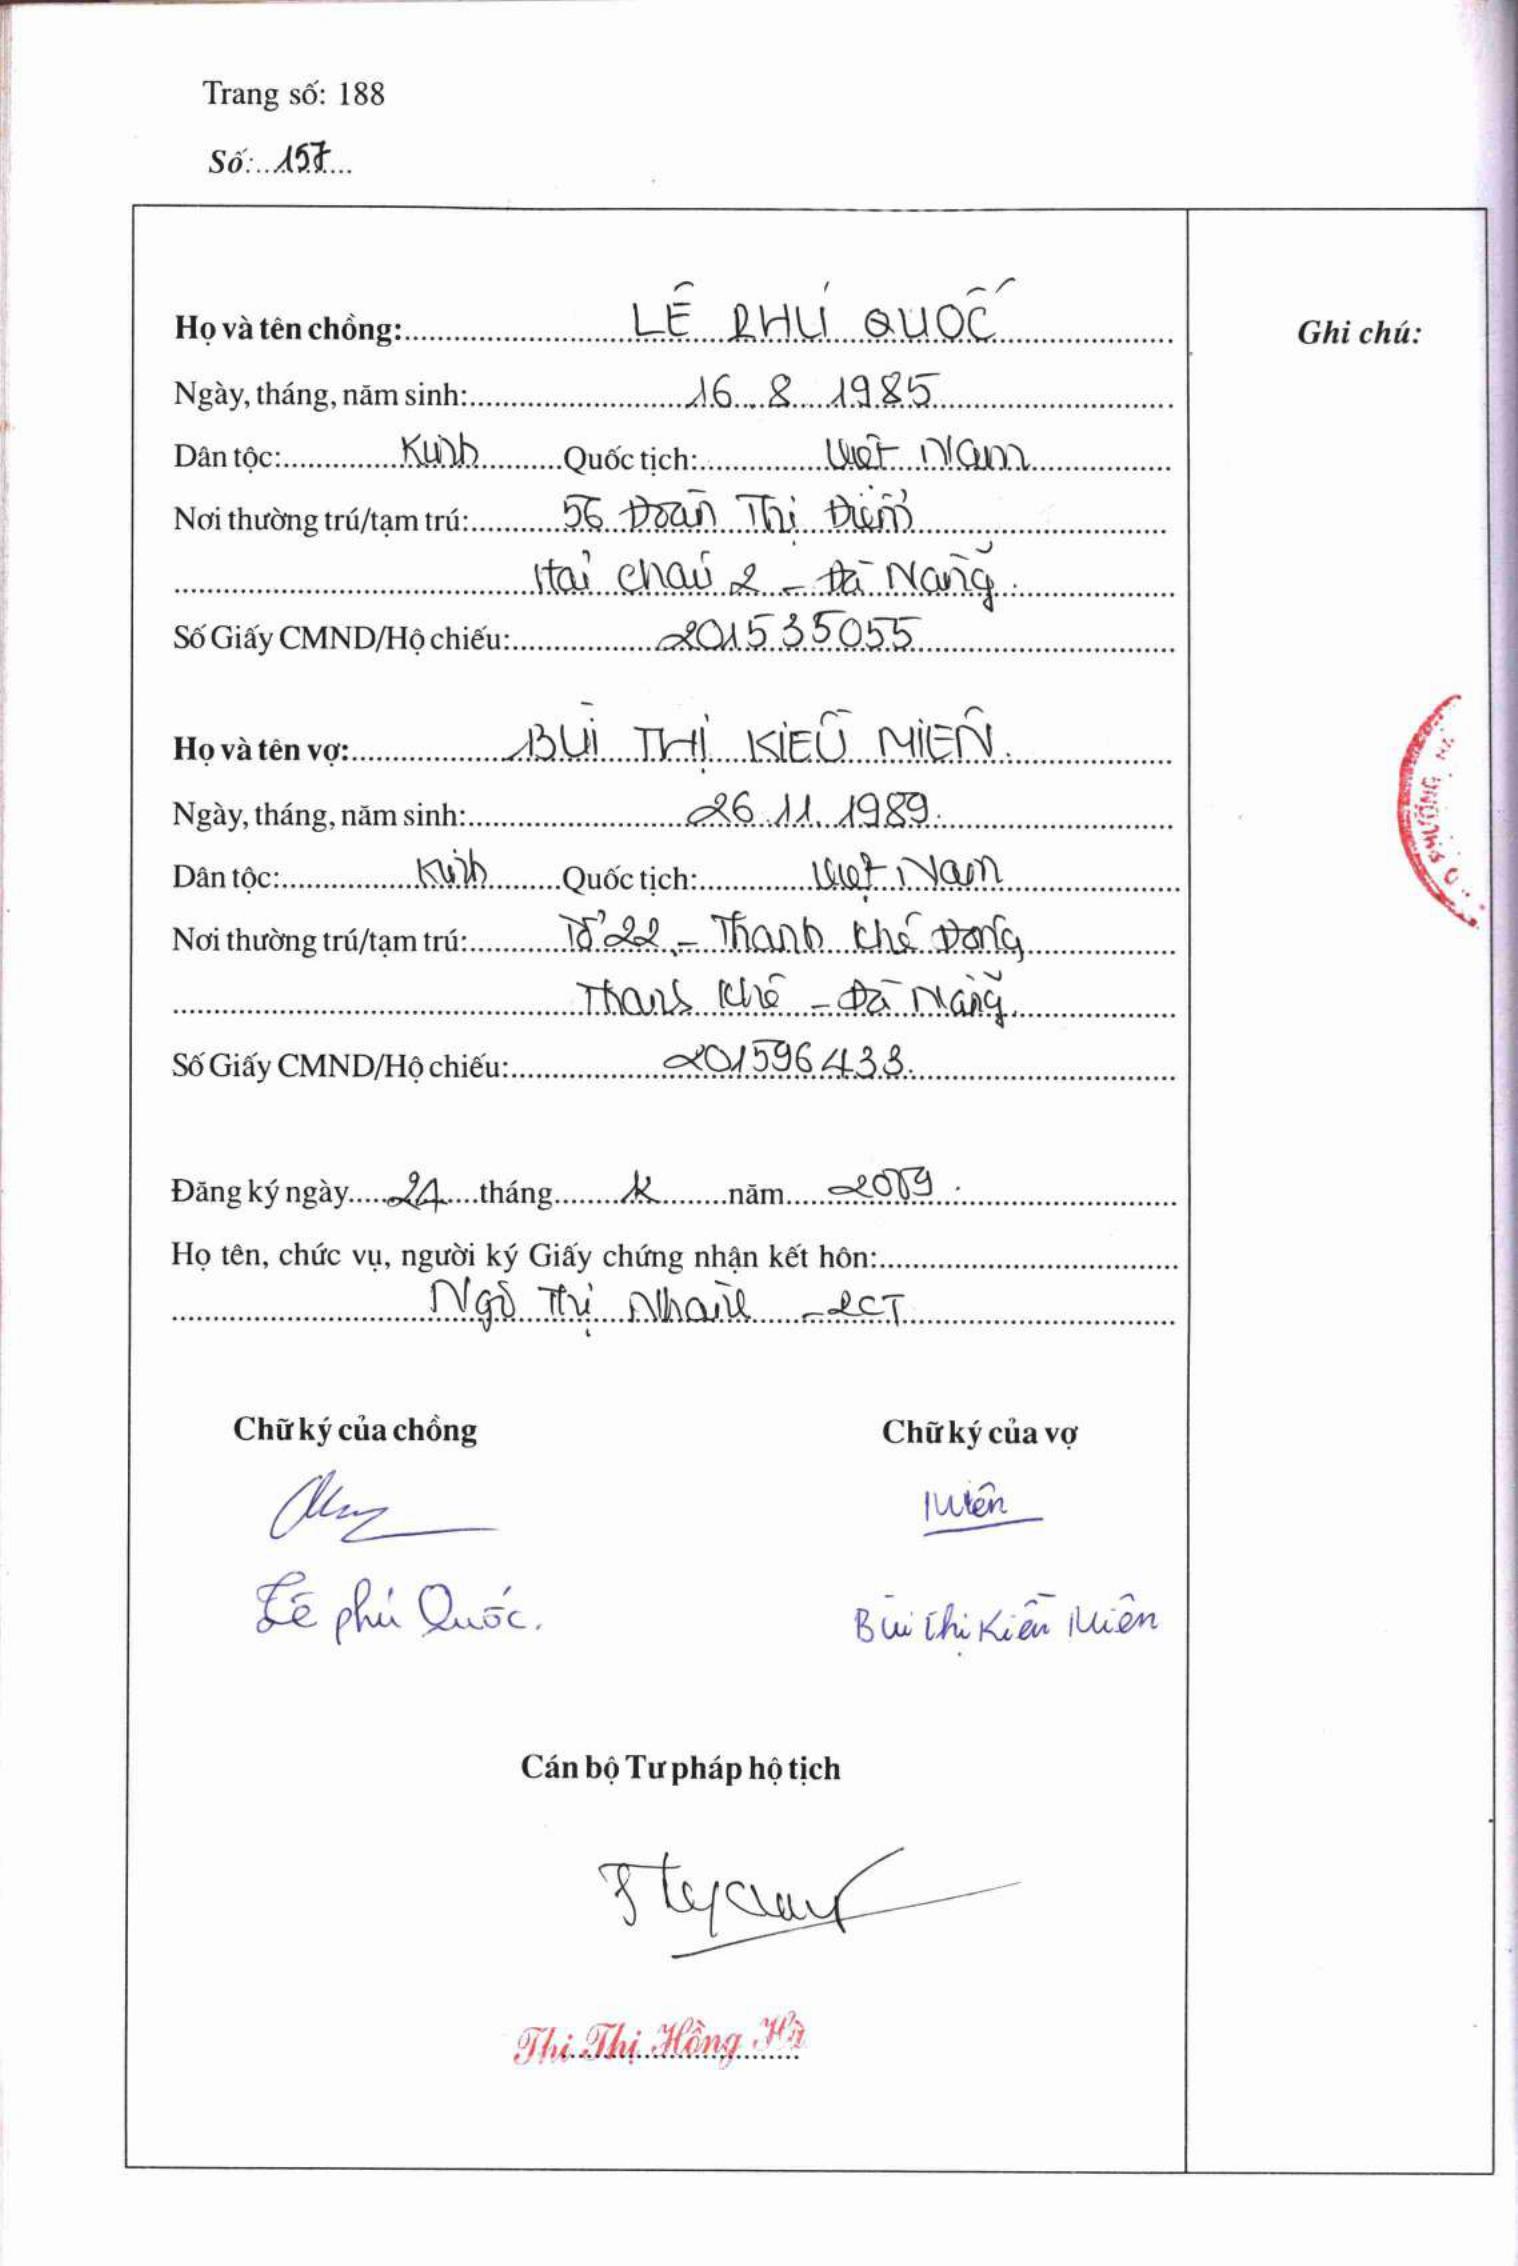 Trang số: 188
Số: 157
Họ và tên chồng: LÊ PHÚ QUỐC
Ghi chú:
Ngày, tháng, năm sinh: 16.8.1985
Dân tộc: Kinh Quốc tịch: Việt Nam
Nơi thường trú/tạm trú: 56 Đoàn Thị Điểm
Hải Châu 2 - Đà Nẵng.
Số Giấy CMND/Hộ chiếu: 201535055
Họ và tên vợ: BÙI THỊ KIỀU MIÊN.
Ngày, tháng, năm sinh: 26.11.1989.
Dân tộc: Kinh Quốc tịch: Việt Nam
Nơi thường trú/tạm trú: Tổ 22 - Thanh Khê Đông
Thanh Khê - Đà Nẵng.
Số Giấy CMND/Hộ chiếu: 201596433.
PHƯỜNG
Đăng ký ngày 24 tháng 12 năm 2009.
Họ tên, chức vụ, người ký Giấy chứng nhận kết hôn:
Ngô Thị - PCT
Chữ ký của chồng Chữ ký của vợ
Miên
Lê phú Quốc. Bùi Thị Kiều Miên
Cán bộ Tư pháp hộ tịch
Thi Thị Hồng Hà